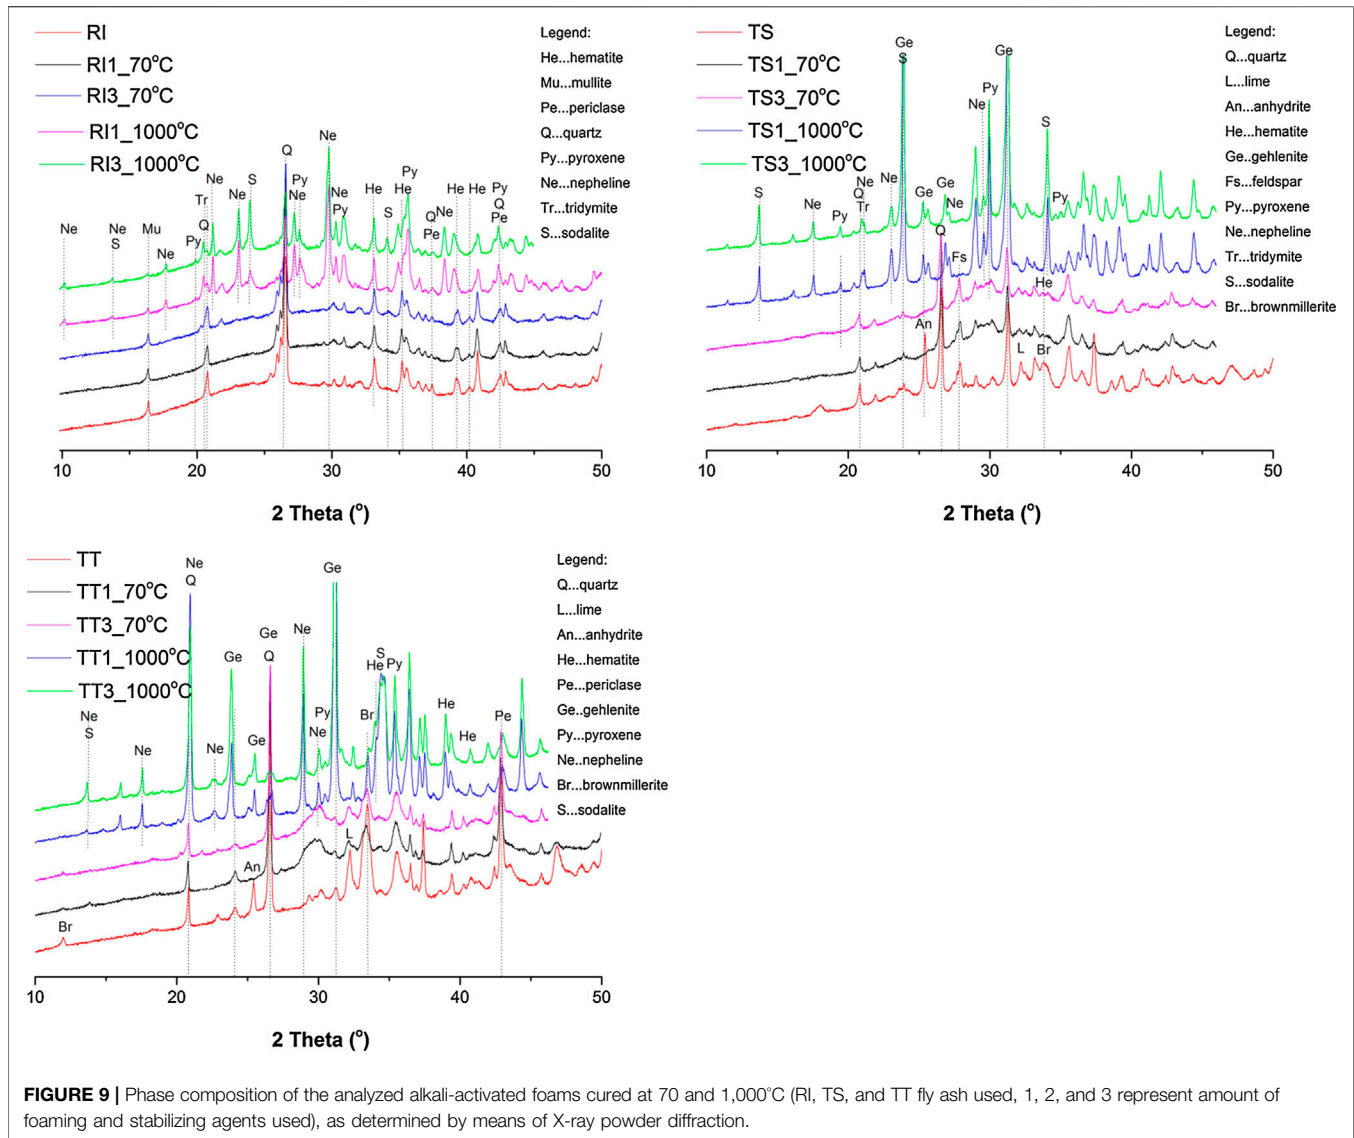 RI
RI1_70°C
RI3_70°C
RI1_1000°C
RI3_1000°C
Legend:
He...hematite
Mu...mullite
Pe...periclase
Q...quartz
Py...pyroxene
Ne...nepheline
Tr...tridymite
S...sodalite
Ne
Ne
S
Mu
Ne
Py
Tr
Q
Ne
Ne
S
Q
Py
Ne
Ne
Ne
Py
He
S
Py
He
Q
Pe
Ne
He
He
Py
Q
Pe
10
20
30
40
50
2 Theta (°)
TS
TS1_70°C
TS3_70°C
TS1_1000°C
TS3_1000°C
Legend:
Q...quartz
L...lime
An...anhydrite
He...hematite
Ge..gehlenite
Fs...feldspar
Py...pyroxene
Ne...nepheline
Tr...tridymite
S...sodalite
Br...brownmillerite
S
Ne
Py
Q
Ne
Tr
Ne
Ge
S
Ge
An
Ge
Ne
Q
Fs
Ne
Py
Ge
L
He
Br
S
Py
10
20
30
40
50
2 Theta (°)
TT
TT1_70°C
TT3_70°C
TT1_1000°C
TT3_1000°C
Legend:
Q...quartz
L...lime
An...anhydrite
He...hematite
Pe...periclase
Ge..gehlenite
Py...pyroxene
Ne..nepheline
Br...brownmillerite
S...sodalite
Br
Ne
S
Ne
Ne
Q
Ne
Ge
Ge
An
Ge
Q
Ne
Py
Ne
Ge
L
Br
He
S
Py
He
He
Pe
10
20
30
40
50
2 Theta (°)
FIGURE 9 | Phase composition of the analyzed alkali-activated foams cured at 70 and 1,000°C (RI, TS, and TT fly ash used, 1, 2, and 3 represent amount of
foaming and stabilizing agents used), as determined by means of X-ray powder diffraction.